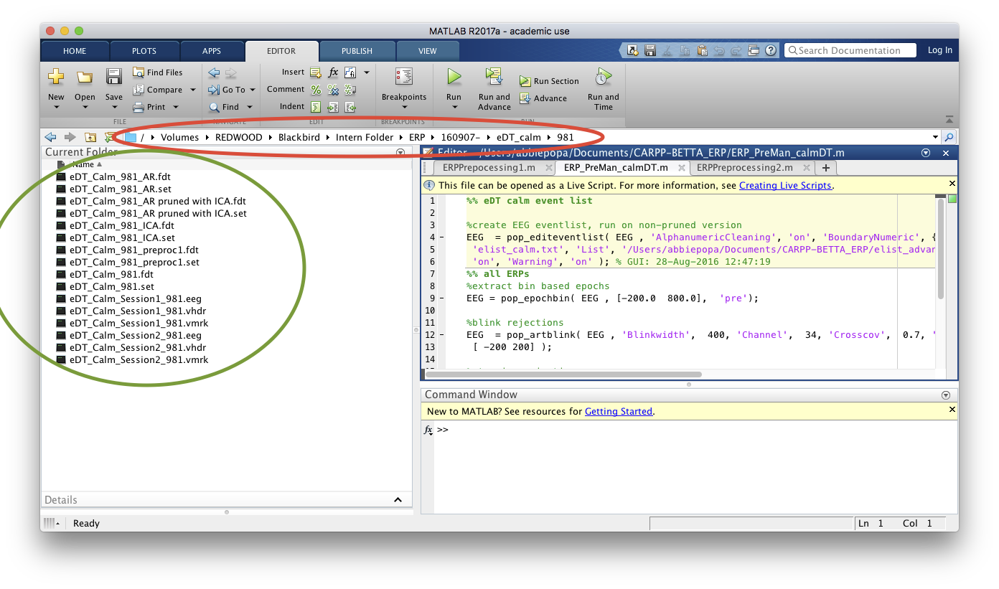 MATLAB R2017a - academic use
HOME PLOTS APPS EDITOR PUBLISH VIEW
Search Documentation Log In
New Open Save
Find Files
Compare
Print
Go To
Find
Insert fx
Comment
Indent
Breakpoints
Run
Run and Advance
Run Section
Advance
Run and Time
FILE NAVIGATE EDIT BREAKPOINTS RUN
/ Volumes REDWOOD Blackbird Intern Folder ERP 160907- eDT_calm 981
Current Folder
Name
eDT_Calm_981_AR.fdt
eDT_Calm_981_AR.set
eDT_Calm_981_AR pruned with ICA.fdt
eDT_Calm_981_AR pruned with ICA.set
eDT_Calm_981_ICA.fdt
eDT_Calm_981_ICA.set
eDT_Calm_981_preproc1.fdt
eDT_Calm_981_preproc1.set
eDT_Calm_981.fdt
eDT_Calm_981.set
eDT_Calm_Session1_981.eeg
eDT_Calm_Session1_981.vhdr
eDT_Calm_Session1_981.vmrk
eDT_Calm_Session2_981.eeg
eDT_Calm_Session2_981.vhdr
eDT_Calm_Session2_981.vmrk
Details
Editor - /Users/abbiepopa/Documents/CARPP-BETTA_ERP/ERP_PreMan_calmDT.m
ERPPrepocessing1.m ERP_PreMan_calmDT.m ERPPreprocessing2.m +
This file can be opened as a Live Script. For more information, see Creating Live Scripts.
1 %% eDT calm event list
2
3 %create EEG eventlist, run on non-pruned version
4 - EEG = pop_editeventlist( EEG , 'AlphanumericCleaning', 'on', 'BoundaryNumeric', {
5 'elist_calm.txt', 'List', '/Users/abbiepopa/Documents/CARPP-BETTA_ERP/elist_advan
6 'on', 'Warning', 'on' ); % GUI: 28-Aug-2016 12:47:19
7 %% all ERPs
8 %extract bin based epochs
9 - EEG = pop_epochbin( EEG , [-200.0 800.0], 'pre');
10
11 %blink rejections
12 - EEG = pop_artblink( EEG , 'Blinkwidth', 400, 'Channel', 34, 'Crosscov', 0.7, '
13 [ -200 200] );
14
Command Window
New to MATLAB? See resources for Getting Started.
fx >>
Ready
Ln 1 Col 1